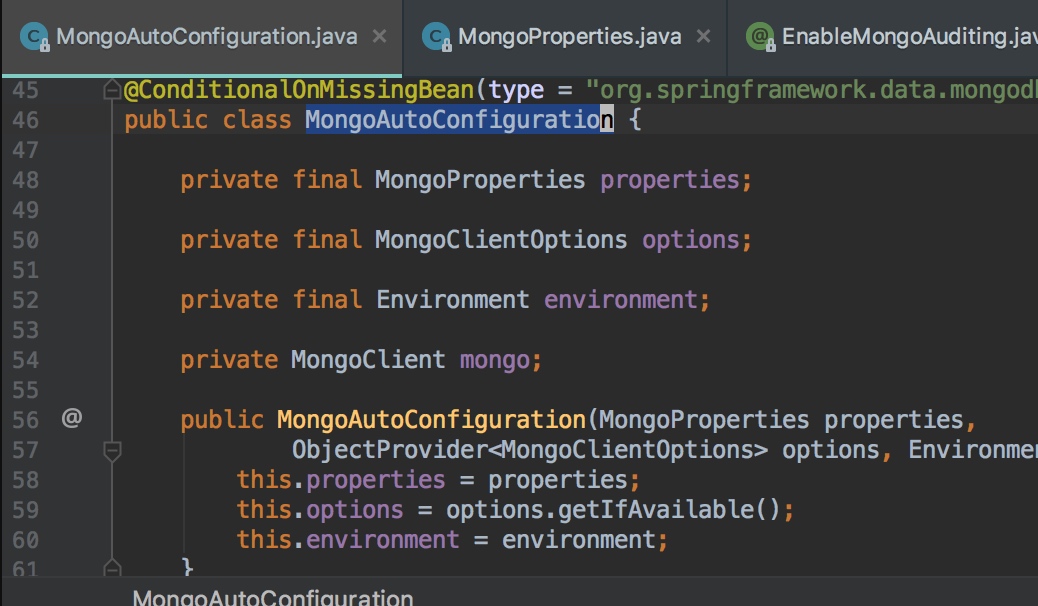 MongoAutoConfiguration.java × MongoProperties.java × @ EnableMongoAuditing.jav
45 @ConditionalOnMissingBean(type = "org.springframework.data.mongod
46 public class MongoAutoConfiguration {
47
48 private final MongoProperties properties;
49
50 private final MongoClientOptions options;
51
52 private final Environment environment;
53
54 private MongoClient mongo;
55
56 @ public MongoAutoConfiguration(MongoProperties properties,
57 ObjectProvider<MongoClientOptions> options, Environme
58 this.properties = properties;
59 this.options = options.getIfAvailable();
60 this.environment = environment;
61 }
MongoAutoConfiguration